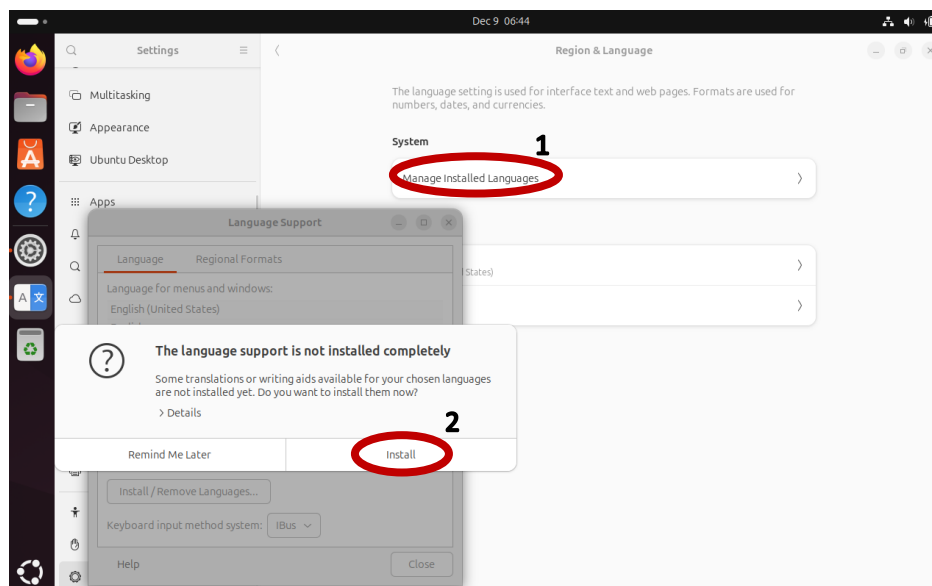 Dec 9 06:44
Settings
Region & Language
Multitasking
Appearance
Ubuntu Desktop
Apps
The language setting is used for interface text and web pages. Formats are used for
numbers, dates, and currencies.
System
1
Manage Installed Languages
States)
Language Support
Language
Regional Formats
Language for menus and windows:
English (United States)
The language support is not installed completely
Some translations or writing aids available for your chosen languages
are not installed yet. Do you want to install them now?
Details
2
Remind Me Later
Install
Install / Remove Languages...
Keyboard input method system:
IBus
Help
Close